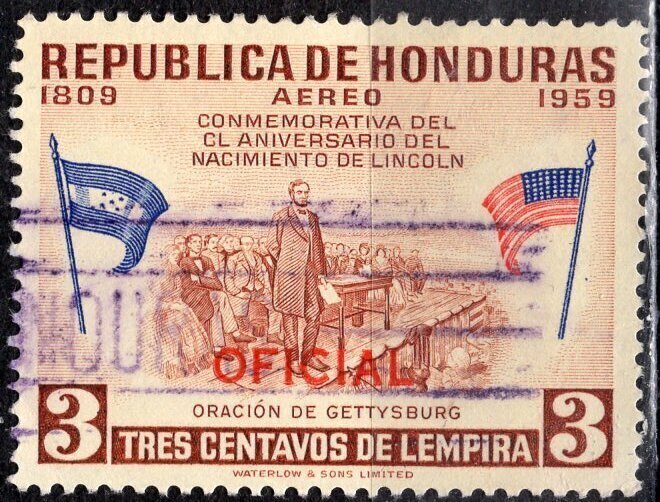 REPUBLICA DE HONDURAS
1809 AEREO 1959
CONMEMORATIVA DEL
CL ANIVERSARIO DEL
NACIMIENTO DE LINCOLN
OFICIAL
ORACIÓN DE GETTYSBURG
3 TRES CENTAVOS DE LEMPIRA 3
WATERLOW & SONS LIMITED